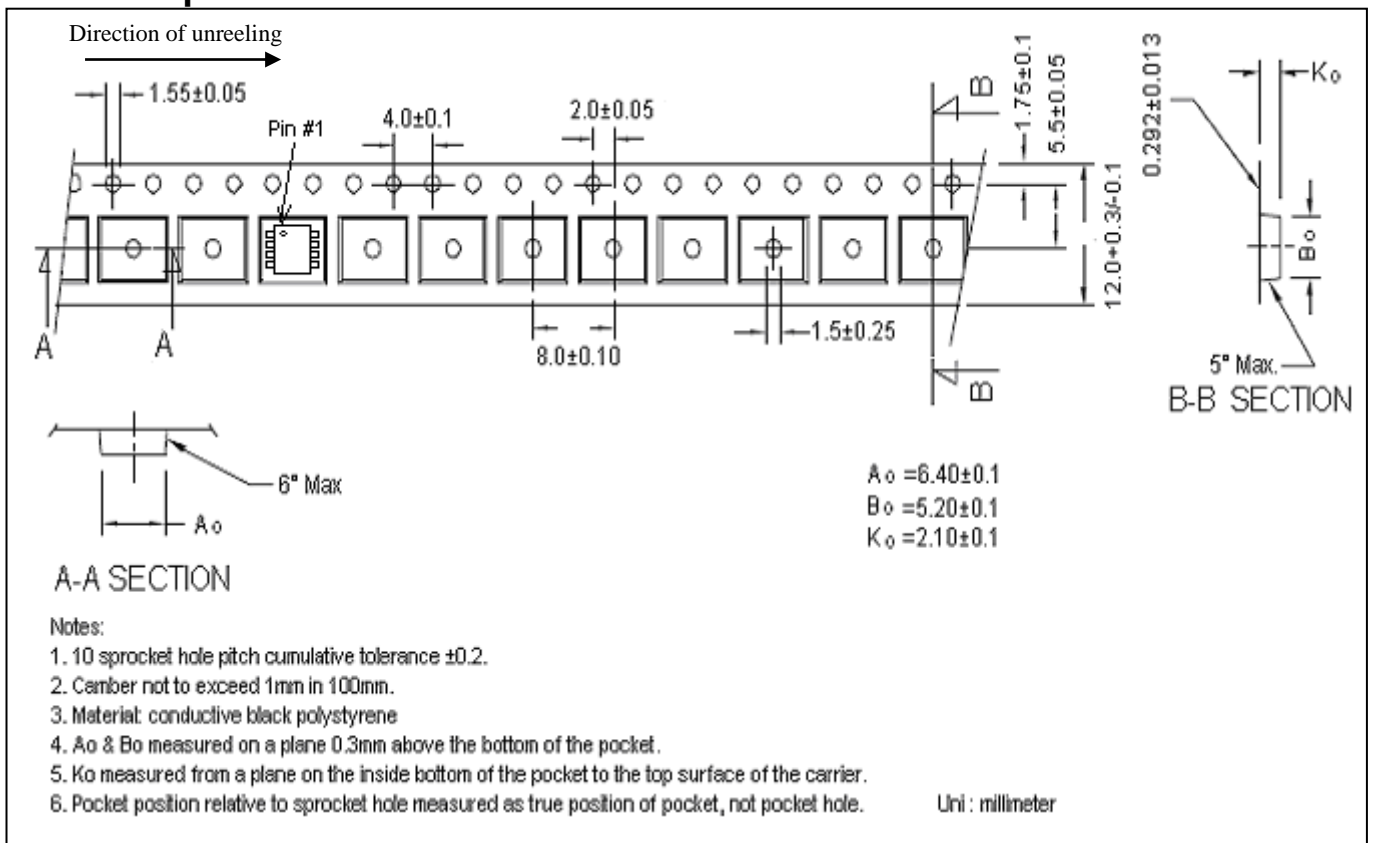 Direction of unreeling
1.55±0.05
Pin #1
4.0±0.1
2.0±0.05
B
1.75±0.1
5.5±0.05
12.0+0.3/-0.1
0.292±0.013
Ko
Bo
5° Max.
B-B SECTION
A
A
8.0±0.10
1.5±0.25
B
6° Max
Ao
A-A SECTION
Ao =6.40±0.1
Bo =5.20±0.1
Ko =2.10±0.1
Notes:
1. 10 sprocket hole pitch cumulative tolerance ±0.2.
2. Camber not to exceed 1mm in 100mm.
3. Material: conductive black polystyrene
4. Ao & Bo measured on a plane 0.3mm above the bottom of the pocket.
5. Ko measured from a plane on the inside bottom of the pocket to the top surface of the carrier.
6. Pocket position relative to sprocket hole measured as true position of pocket, not pocket hole.
Uni : millimeter